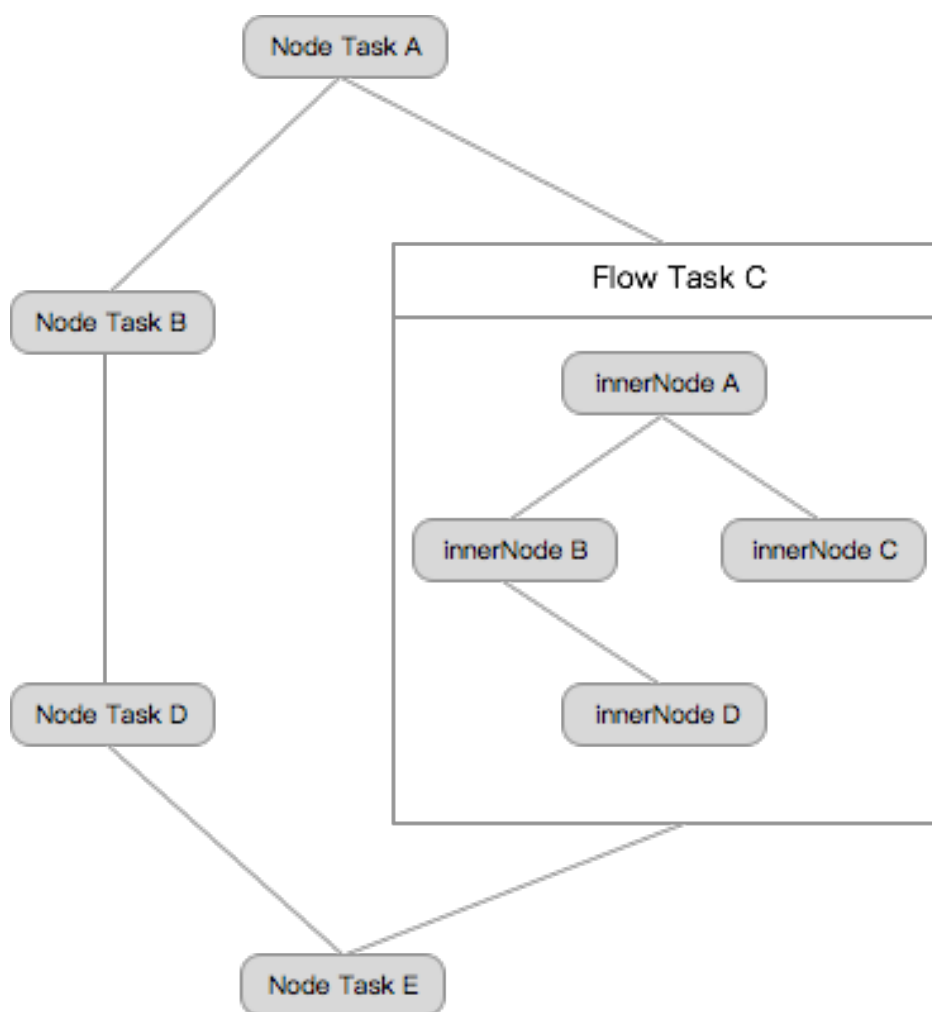 Node Task A
Flow Task C
Node Task B
innerNode A
innerNode B
innerNode C
Node Task D
innerNode D
Node Task E